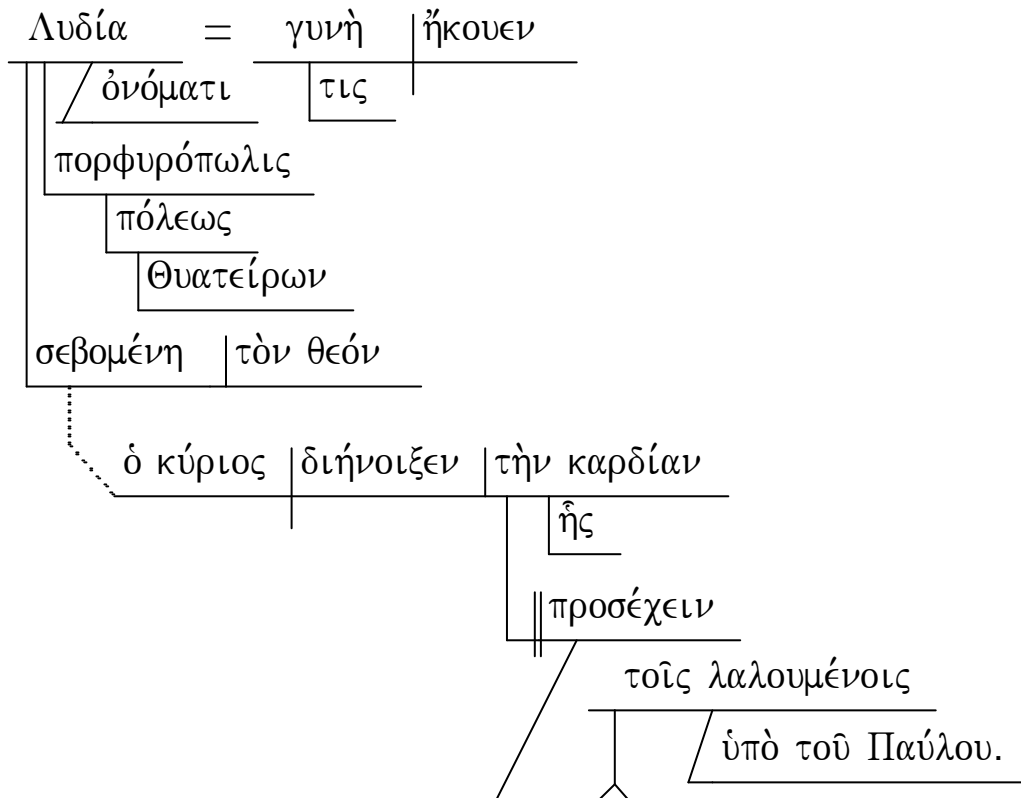 Λυδία = γυνὴ ἤκουεν
ὀνόματι τις
πορφυρόπωλις
πόλεως
Θυατείρων
σεβομένη τὸν θεόν
ὁ κύριος διήνοιξεν τὴν καρδίαν
ἧς
προσέχειν
τοῖς λαλουμένοις
ὑπὸ τοῦ Παύλου.